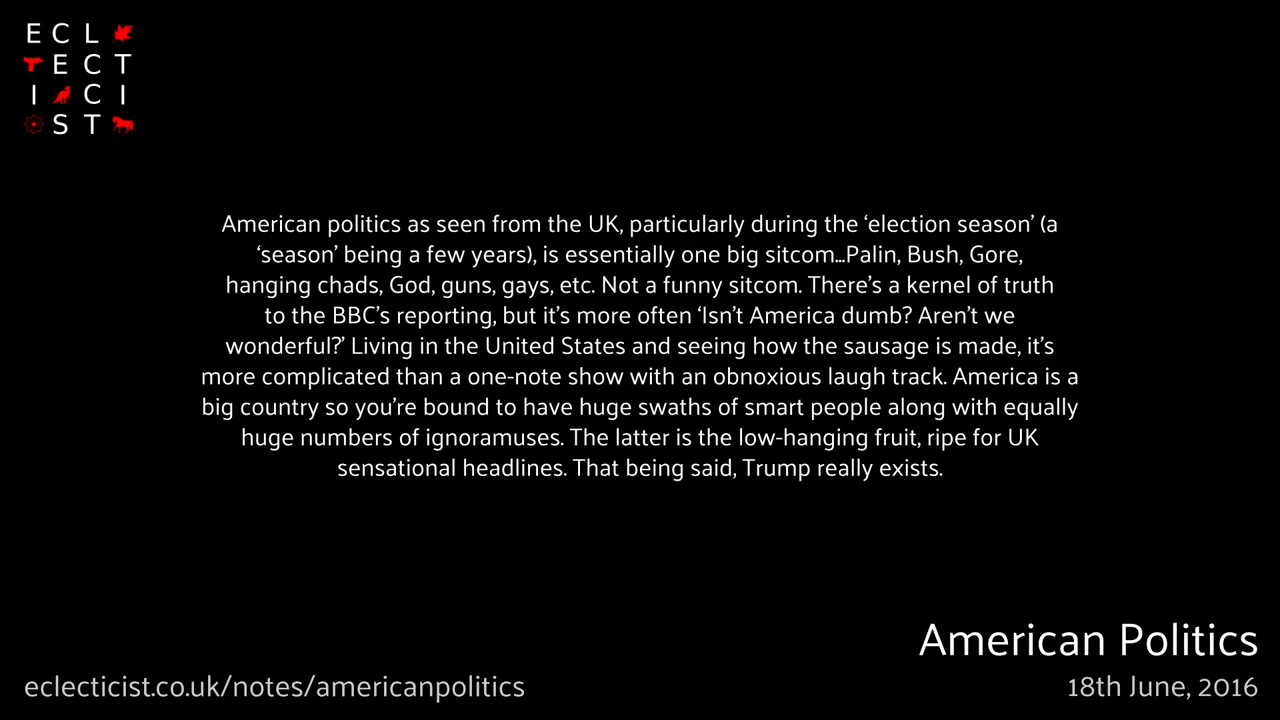 E C L
E C T
I C I
S T
American politics as seen from the UK, particularly during the ‘election season’ (a
‘season’ being a few years), is essentially one big sitcom...Palin, Bush, Gore,
hanging chads, God, guns, gays, etc. Not a funny sitcom. There’s a kernel of truth
to the BBC’s reporting, but it’s more often ‘Isn’t America dumb? Aren’t we
wonderful?’ Living in the United States and seeing how the sausage is made, it’s
more complicated than a one-note show with an obnoxious laugh track. America is a
big country so you’re bound to have huge swaths of smart people along with equally
huge numbers of ignoramuses. The latter is the low-hanging fruit, ripe for UK
sensational headlines. That being said, Trump really exists.
American Politics
eclecticist.co.uk/notes/americanpolitics
18th June, 2016